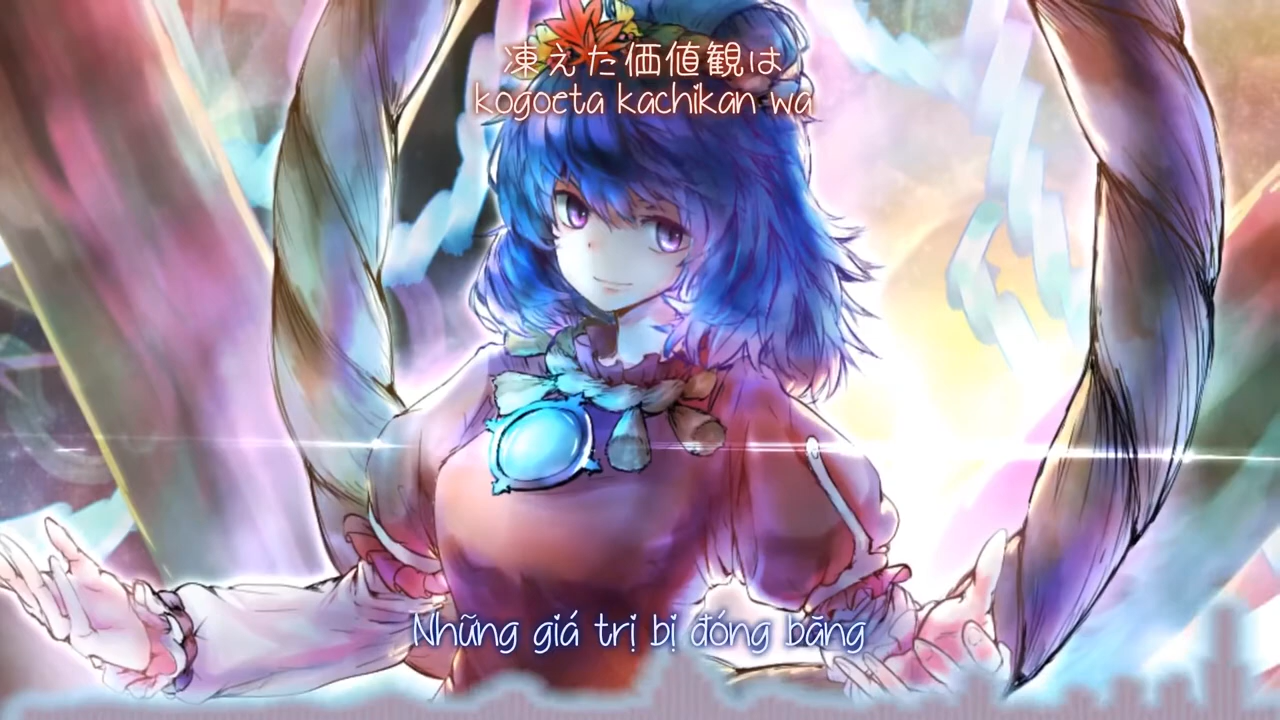 凍えた価値観は
kogoeta kachikan wa
Những giá trị bị đóng băng